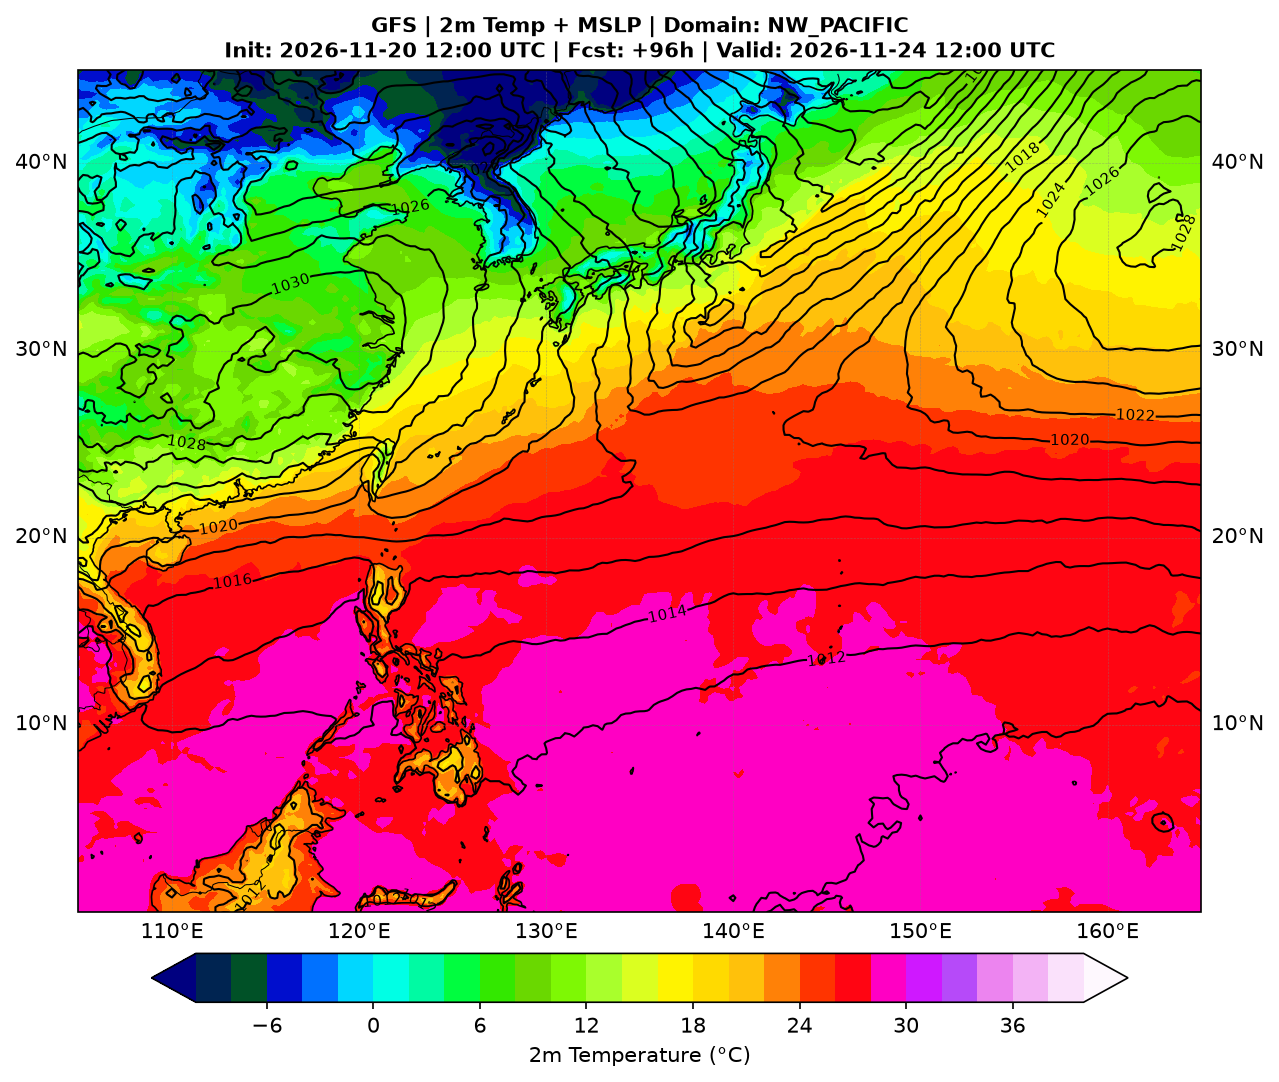 GFS | 2m Temp + MSLP | Domain: NW_PACIFIC
Init: 2026-11-20 12:00 UTC | Fcst: +96h | Valid: 2026-11-24 12:00 UTC
40°N
40°N
30°N
30°N
20°N
20°N
10°N
10°N
1018
1026
1024
1026
1028
1030
1022
1028
1020
1020
1016
1014
1012
1012
110°E
120°E
130°E
140°E
150°E
160°E
−6
0
6
12
18
24
30
36
2m Temperature (°C)